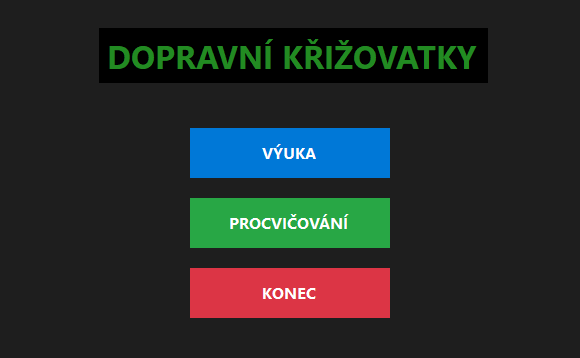 DOPRAVNÍ KŘIŽOVATKY
VÝUKA
PROCVIČOVÁNÍ
KONEC